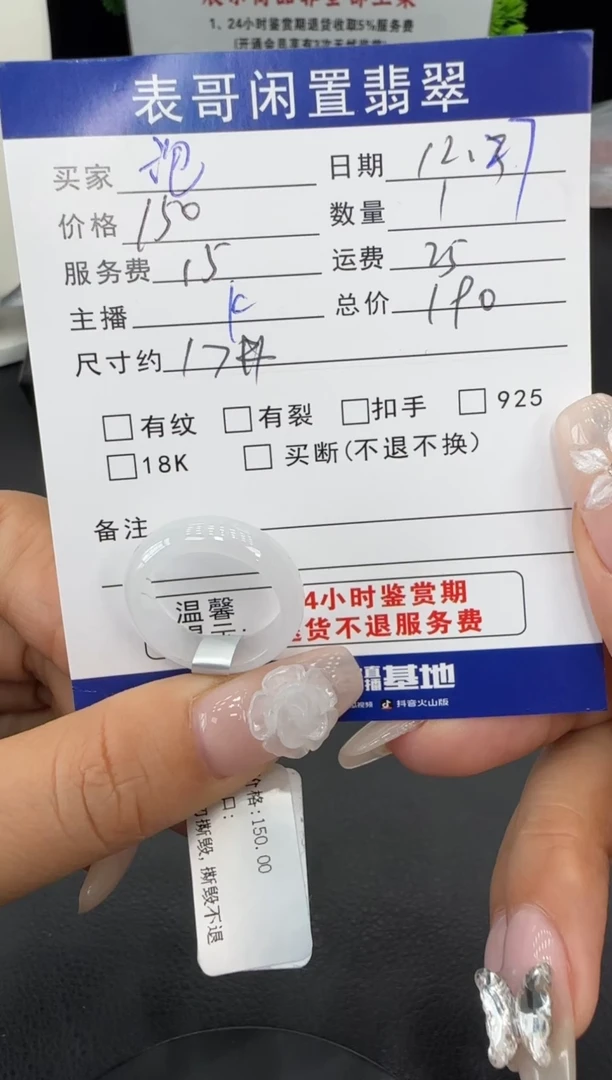 1、24小时鉴赏期退货收取5%服务费
表哥闲置翡翠
买家 日期
价格 150 数量 1
服务费 15 运费 25
主播 K 总价 190
尺寸约 17#
□有纹 □有裂 □扣手 □925
□18K □买断(不退不换)
备注
温馨 4小时鉴赏期
货不退服务费
直播基地
抖音火山版
价格:150.00
口:
撕毁,撕毁不退